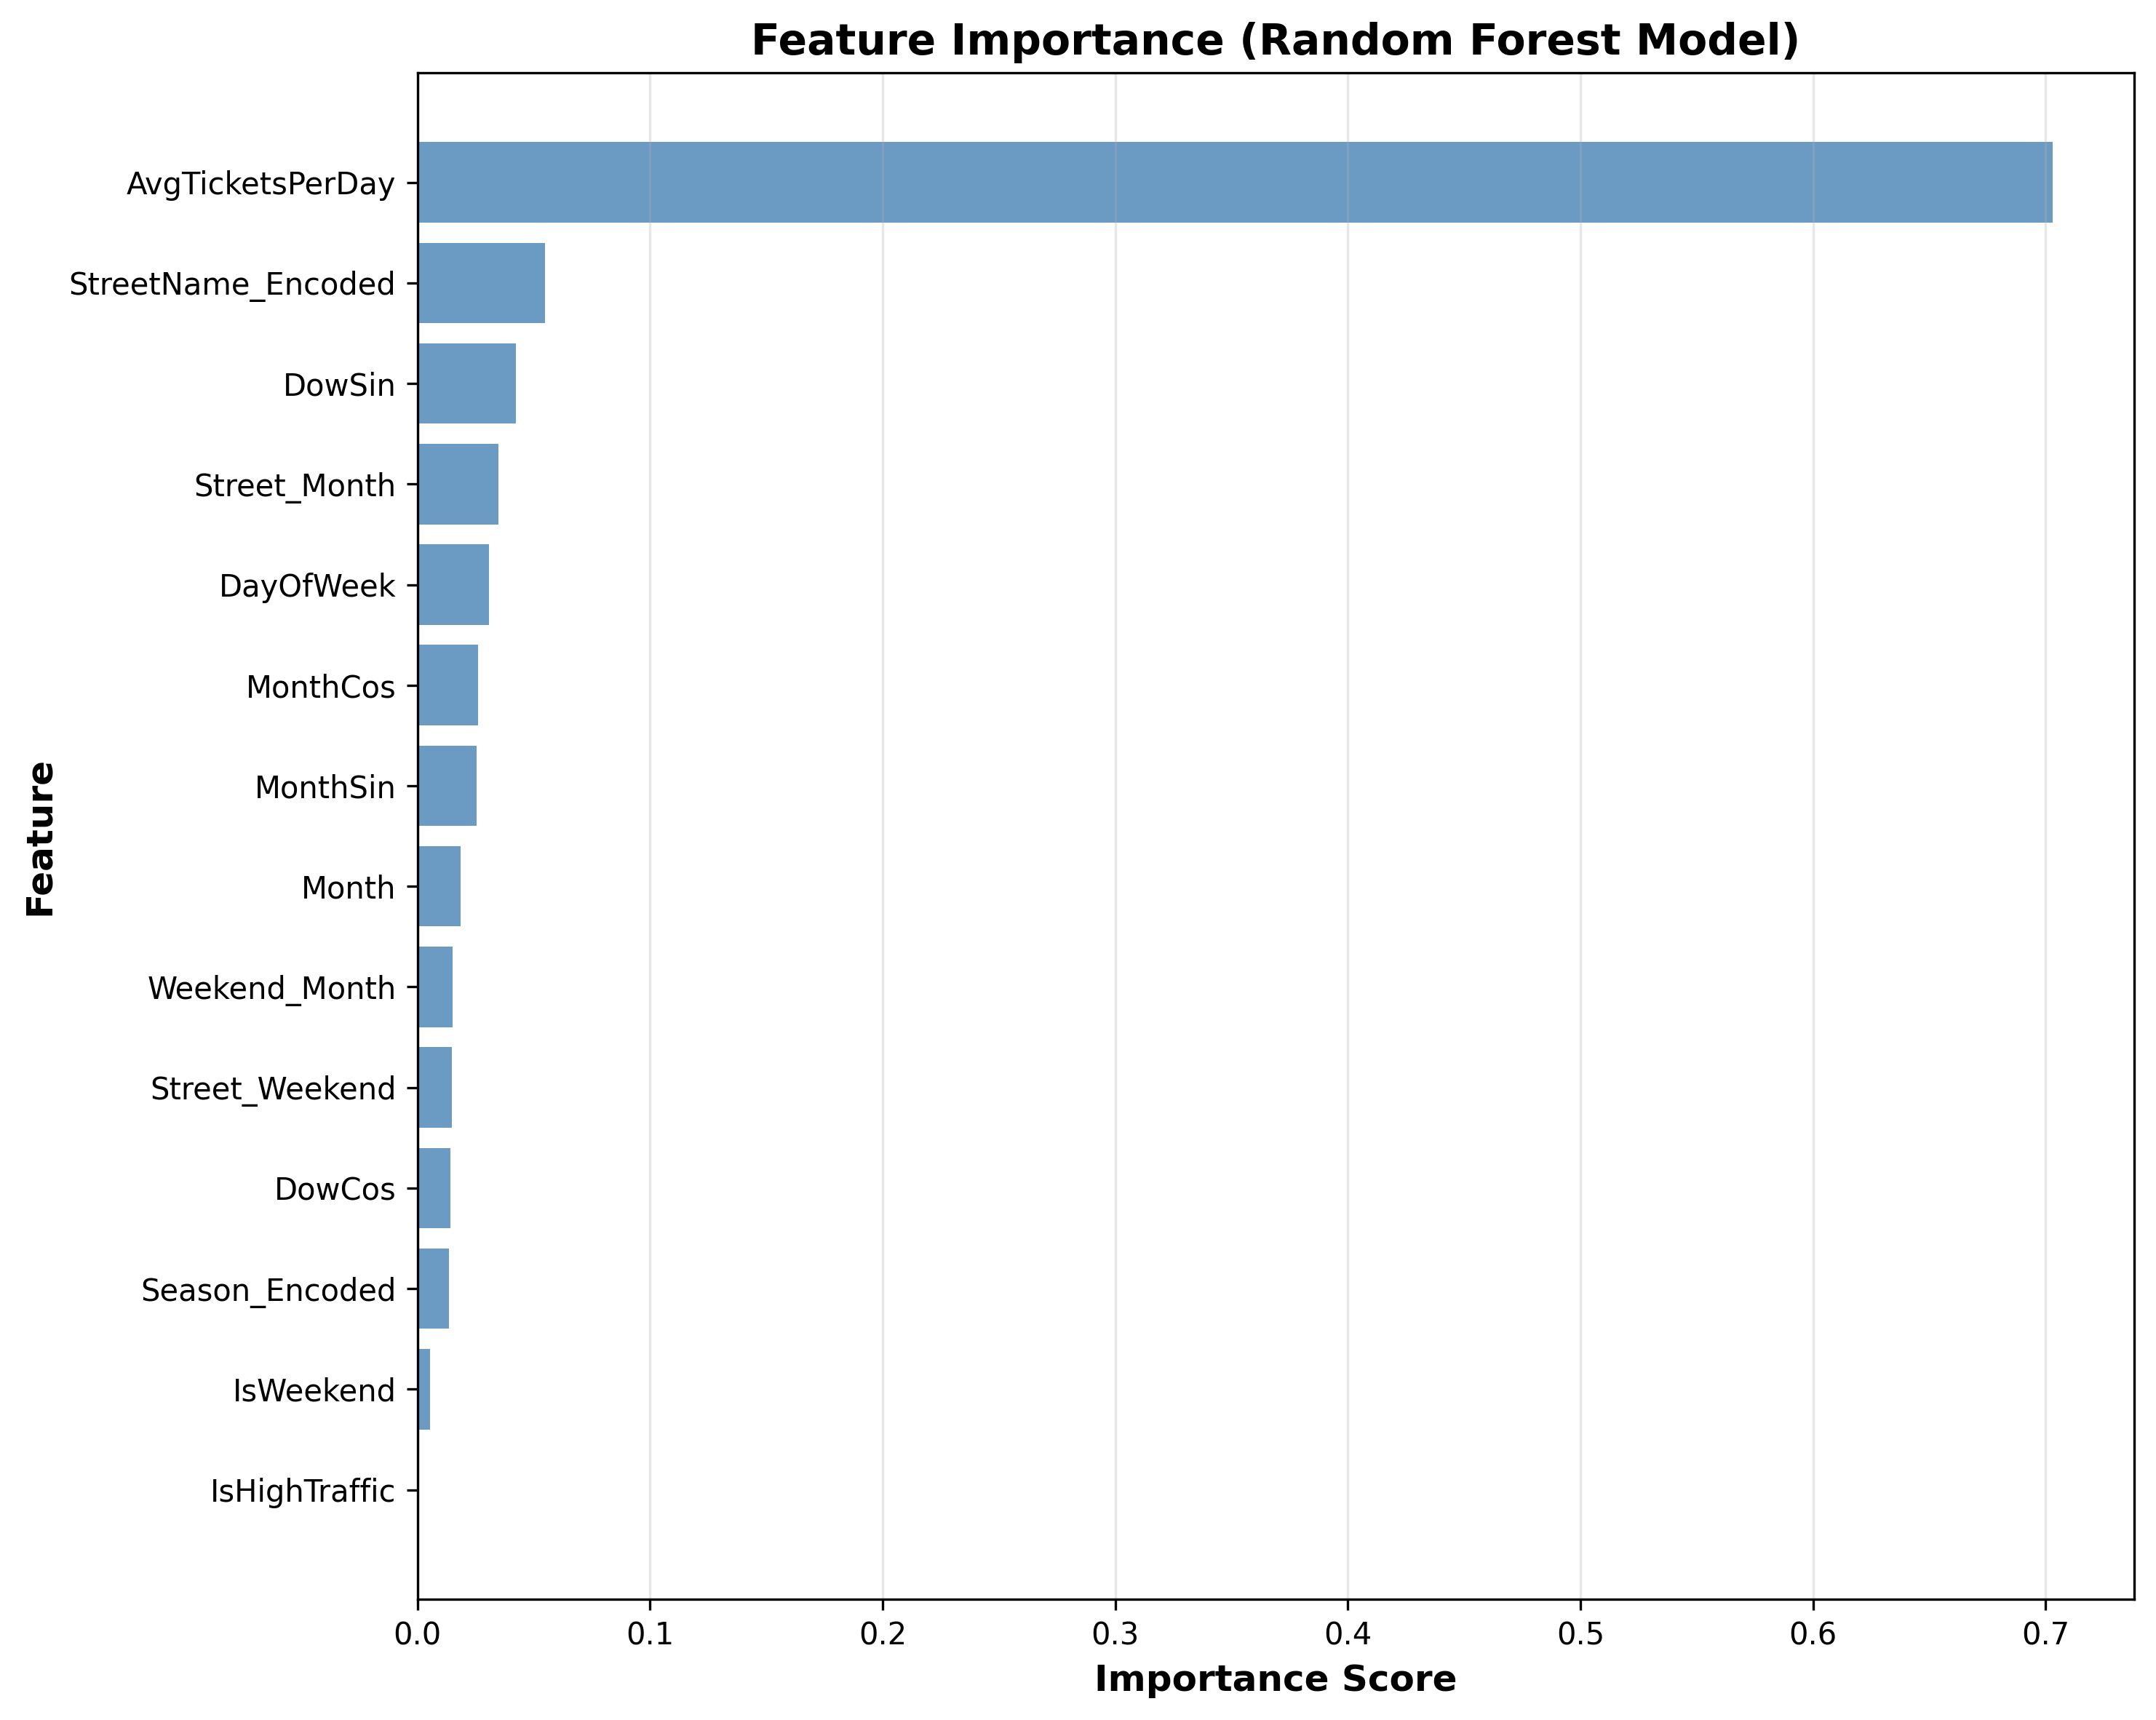 Feature Importance (Random Forest Model)
AvgTicketsPerDay
StreetName_Encoded
DowSin
Street_Month
DayOfWeek
MonthCos
MonthSin
Month
Weekend_Month
Street_Weekend
DowCos
Season_Encoded
IsWeekend
IsHighTraffic
Feature
0.0 0.1 0.2 0.3 0.4 0.5 0.6 0.7
Importance Score